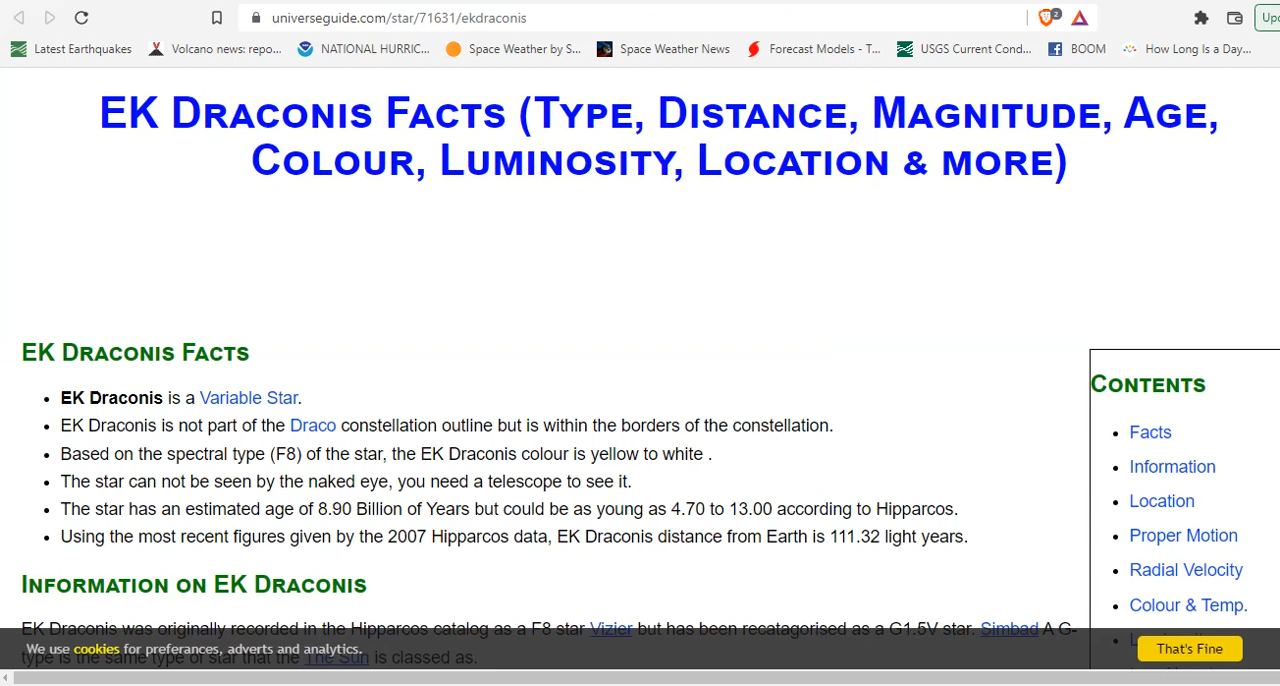 universeguide.com/star/71631/ekdraconis
2
Latest Earthquakes
Volcano news: repo...
NATIONAL HURRIC...
Space Weather by S...
Space Weather News
Forecast Models - T...
USGS Current Cond...
BOOM
How Long Is a Day...
EK Draconis Facts (Type, Distance, Magnitude, Age,
Colour, Luminosity, Location & more)
EK Draconis Facts
EK Draconis is a Variable Star.
EK Draconis is not part of the Draco constellation outline but is within the borders of the constellation.
Based on the spectral type (F8) of the star, the EK Draconis colour is yellow to white .
The star can not be seen by the naked eye, you need a telescope to see it.
The star has an estimated age of 8.90 Billion of Years but could be as young as 4.70 to 13.00 according to Hipparcos.
Using the most recent figures given by the 2007 Hipparcos data, EK Draconis distance from Earth is 111.32 light years.
Information on EK Draconis
EK Draconis was originally recorded in the Hipparcos catalog as a F8 star Vizier but has been recatagorised as a G1.5V star. Simbad A G-
type is the same type of star that the The Sun is classed as.
Contents
Facts
Information
Location
Proper Motion
Radial Velocity
Colour & Temp.
We use cookies for preferances, adverts and analytics.
That's Fine